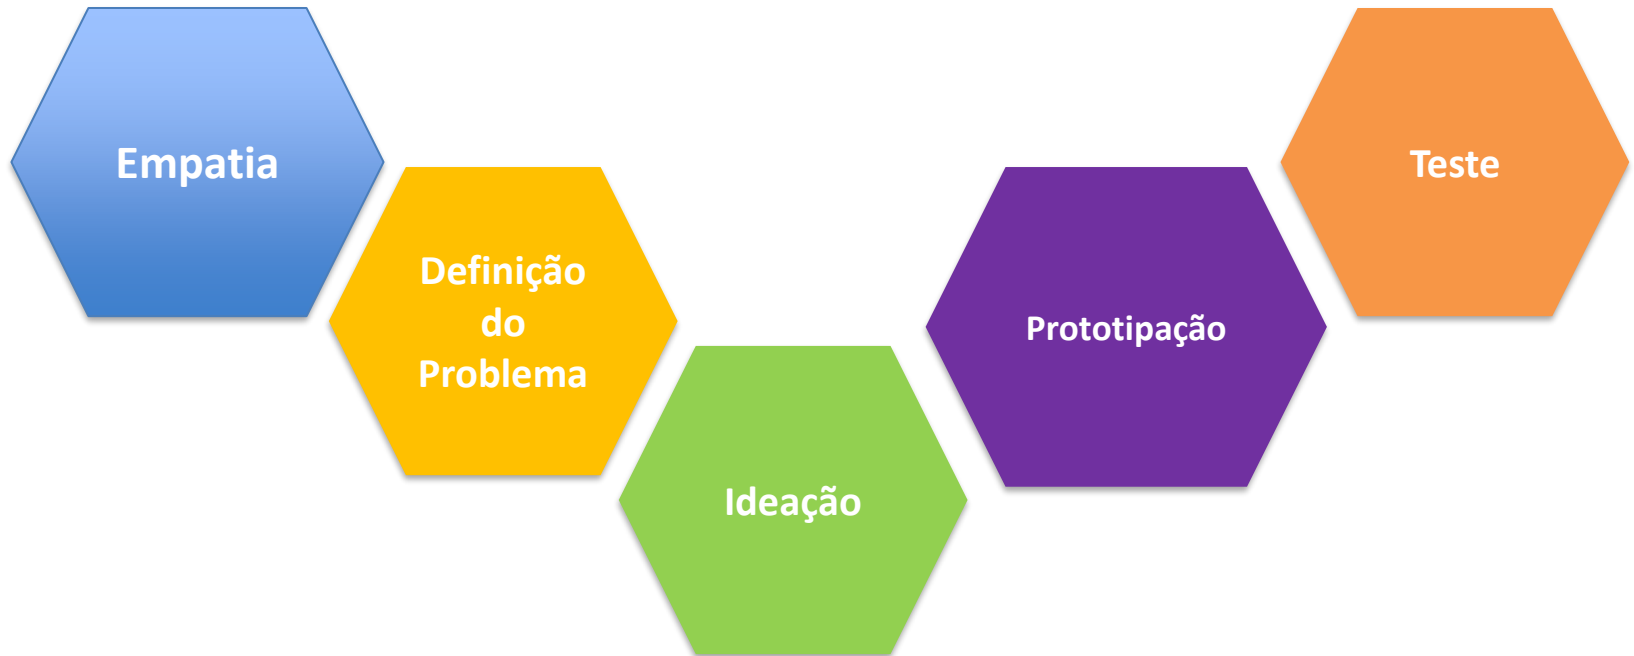 Empatia
Definição
do
Problema
Ideação
Prototipação
Teste